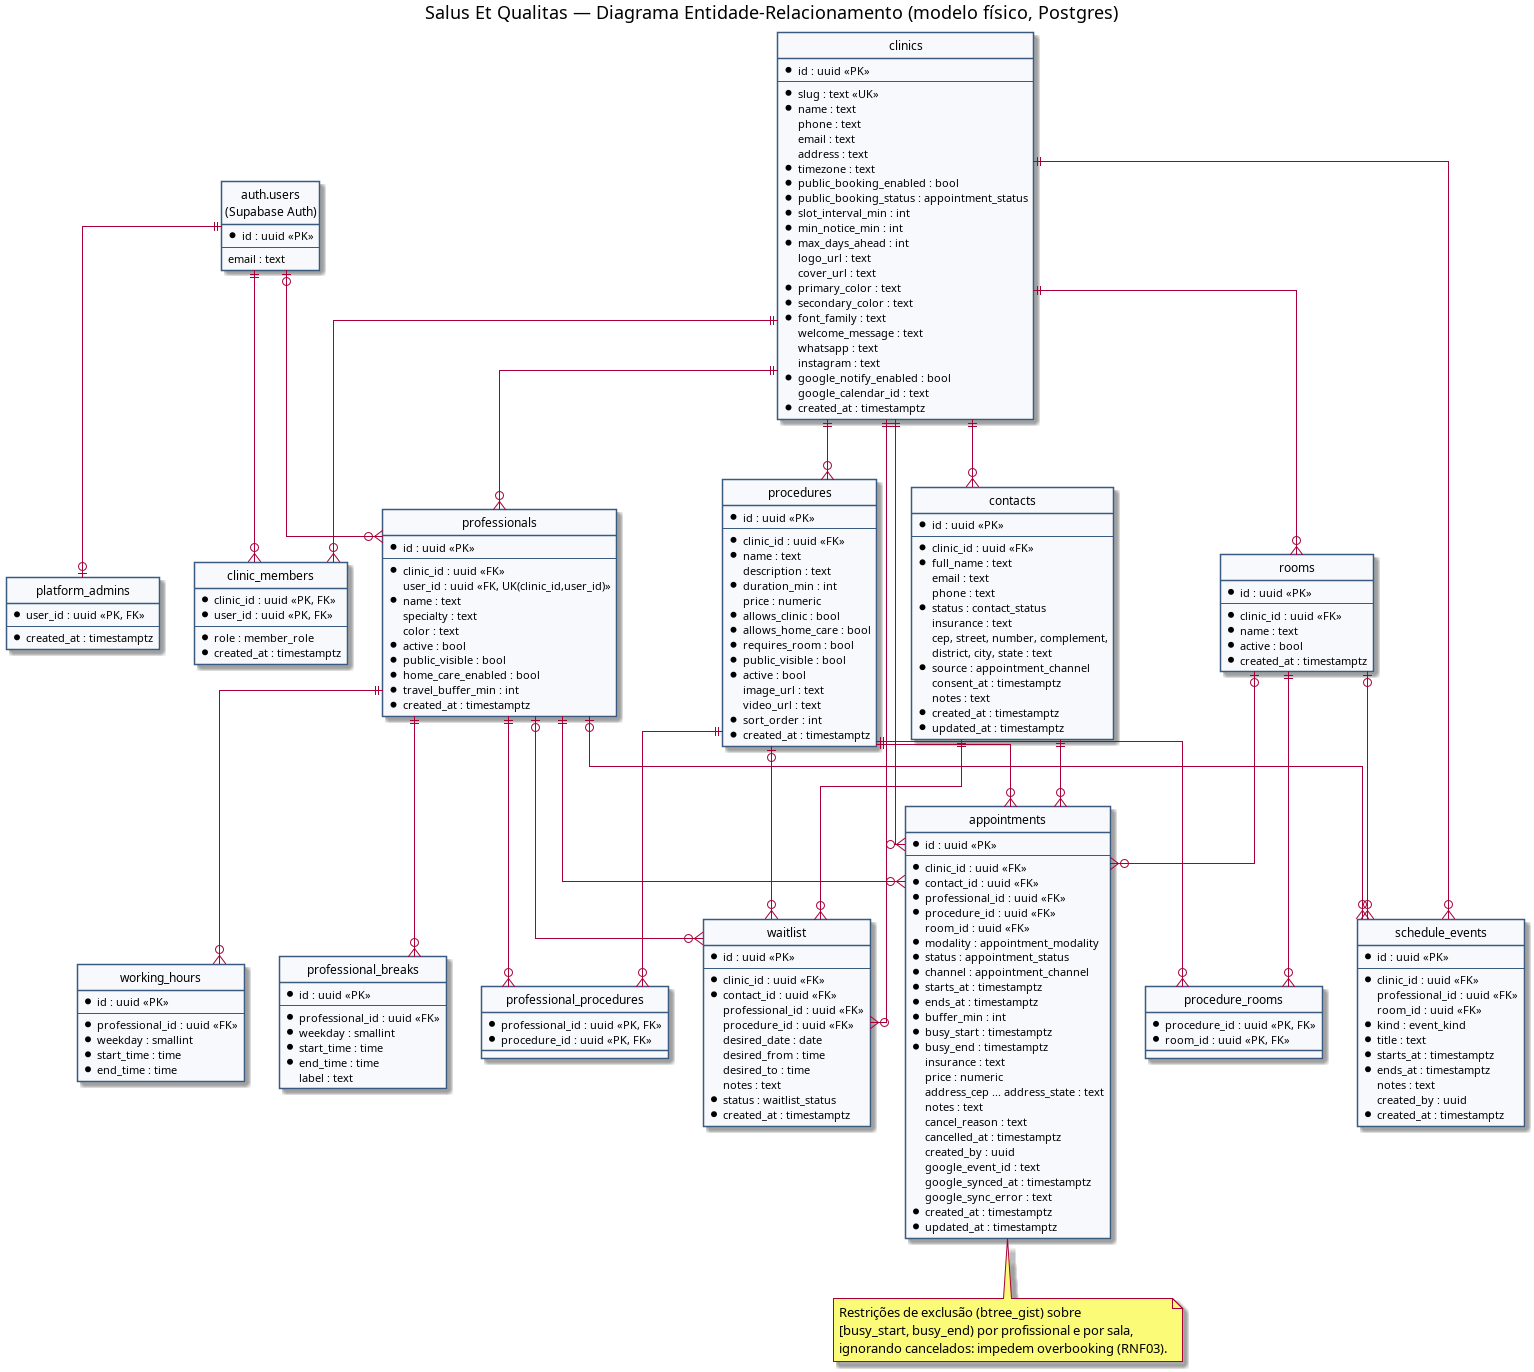 Salus Et Qualitas — Diagrama Entidade-Relacionamento (modelo físico, Postgres)
clinics
id : uuid «PK»
slug : text «UK»
name : text
phone : text
email : text
address : text
timezone : text
public_booking_enabled : bool
public_booking_status : appointment_status
slot_interval_min : int
min_notice_min : int
max_days_ahead : int
logo_url : text
cover_url : text
primary_color : text
secondary_color : text
font_family : text
welcome_message : text
whatsapp : text
instagram : text
google_notify_enabled : bool
google_calendar_id : text
created_at : timestamptz
auth.users
(Supabase Auth)
id : uuid «PK»
email : text
platform_admins
user_id : uuid «PK, FK»
created_at : timestamptz
clinic_members
clinic_id : uuid «PK, FK»
user_id : uuid «PK, FK»
role : member_role
created_at : timestamptz
professionals
id : uuid «PK»
clinic_id : uuid «FK»
user_id : uuid «FK, UK(clinic_id,user_id)»
name : text
specialty : text
color : text
active : bool
public_visible : bool
home_care_enabled : bool
travel_buffer_min : int
created_at : timestamptz
procedures
id : uuid «PK»
clinic_id : uuid «FK»
name : text
description : text
duration_min : int
price : numeric
allows_clinic : bool
allows_home_care : bool
requires_room : bool
public_visible : bool
active : bool
image_url : text
video_url : text
sort_order : int
created_at : timestamptz
contacts
id : uuid «PK»
clinic_id : uuid «FK»
full_name : text
email : text
phone : text
status : contact_status
insurance : text
cep, street, number, complement,
district, city, state : text
source : appointment_channel
consent_at : timestamptz
notes : text
created_at : timestamptz
updated_at : timestamptz
rooms
id : uuid «PK»
clinic_id : uuid «FK»
name : text
active : bool
created_at : timestamptz
working_hours
id : uuid «PK»
professional_id : uuid «FK»
weekday : smallint
start_time : time
end_time : time
professional_breaks
id : uuid «PK»
professional_id : uuid «FK»
weekday : smallint
start_time : time
end_time : time
label : text
professional_procedures
professional_id : uuid «PK, FK»
procedure_id : uuid «PK, FK»
waitlist
id : uuid «PK»
clinic_id : uuid «FK»
contact_id : uuid «FK»
professional_id : uuid «FK»
procedure_id : uuid «FK»
desired_date : date
desired_from : time
desired_to : time
notes : text
status : waitlist_status
created_at : timestamptz
appointments
id : uuid «PK»
clinic_id : uuid «FK»
contact_id : uuid «FK»
professional_id : uuid «FK»
procedure_id : uuid «FK»
room_id : uuid «FK»
modality : appointment_modality
status : appointment_status
channel : appointment_channel
starts_at : timestamptz
ends_at : timestamptz
buffer_min : int
busy_start : timestamptz
busy_end : timestamptz
insurance : text
price : numeric
address_cep ... address_state : text
notes : text
cancel_reason : text
cancelled_at : timestamptz
created_by : uuid
google_event_id : text
google_synced_at : timestamptz
google_sync_error : text
created_at : timestamptz
updated_at : timestamptz
procedure_rooms
procedure_id : uuid «PK, FK»
room_id : uuid «PK, FK»
schedule_events
id : uuid «PK»
clinic_id : uuid «FK»
professional_id : uuid «FK»
room_id : uuid «FK»
kind : event_kind
title : text
starts_at : timestamptz
ends_at : timestamptz
notes : text
created_by : uuid
created_at : timestamptz
Restrições de exclusão (btree_gist) sobre
[busy_start, busy_end) por profissional e por sala,
ignorando cancelados: impedem overbooking (RNF03).